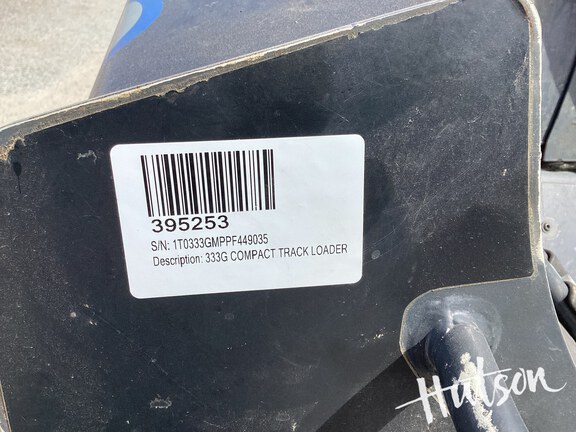 395253
S/N: 1T0333GMPPF449035
Description: 333G COMPACT TRACK LOADER
Hutson